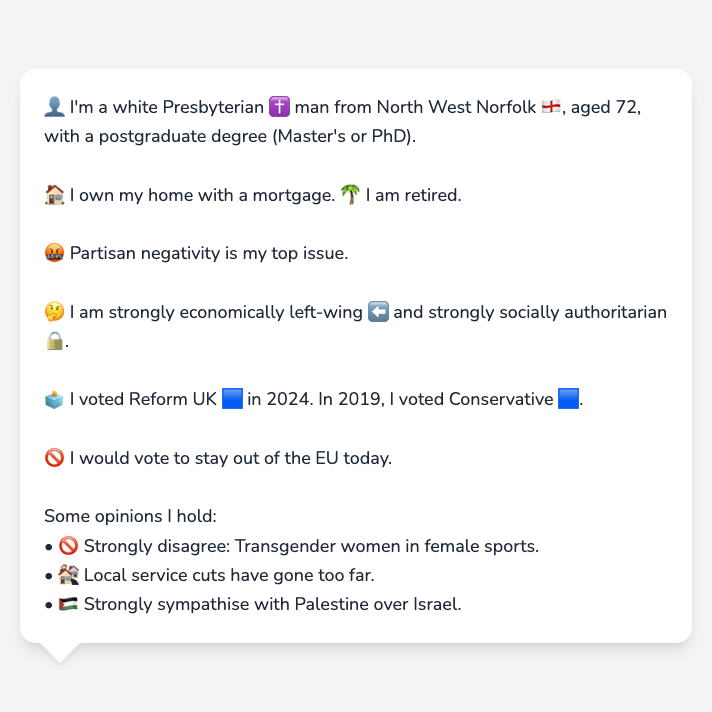 👤 I'm a white Presbyterian ✝️ man from North West Norfolk 🏴󠁧󠁢󠁥󠁮󠁧󠁿, aged 72,
with a postgraduate degree (Master's or PhD).
🏠 I own my home with a mortgage. 🌴 I am retired.
🤬 Partisan negativity is my top issue.
🤔 I am strongly economically left-wing ⬅️ and strongly socially authoritarian
🔒.
🗳️ I voted Reform UK 🟦 in 2024. In 2019, I voted Conservative 🟦.
🚫 I would vote to stay out of the EU today.
Some opinions I hold:
• 🚫 Strongly disagree: Transgender women in female sports.
• 🏚️ Local service cuts have gone too far.
• 🇵🇸 Strongly sympathise with Palestine over Israel.